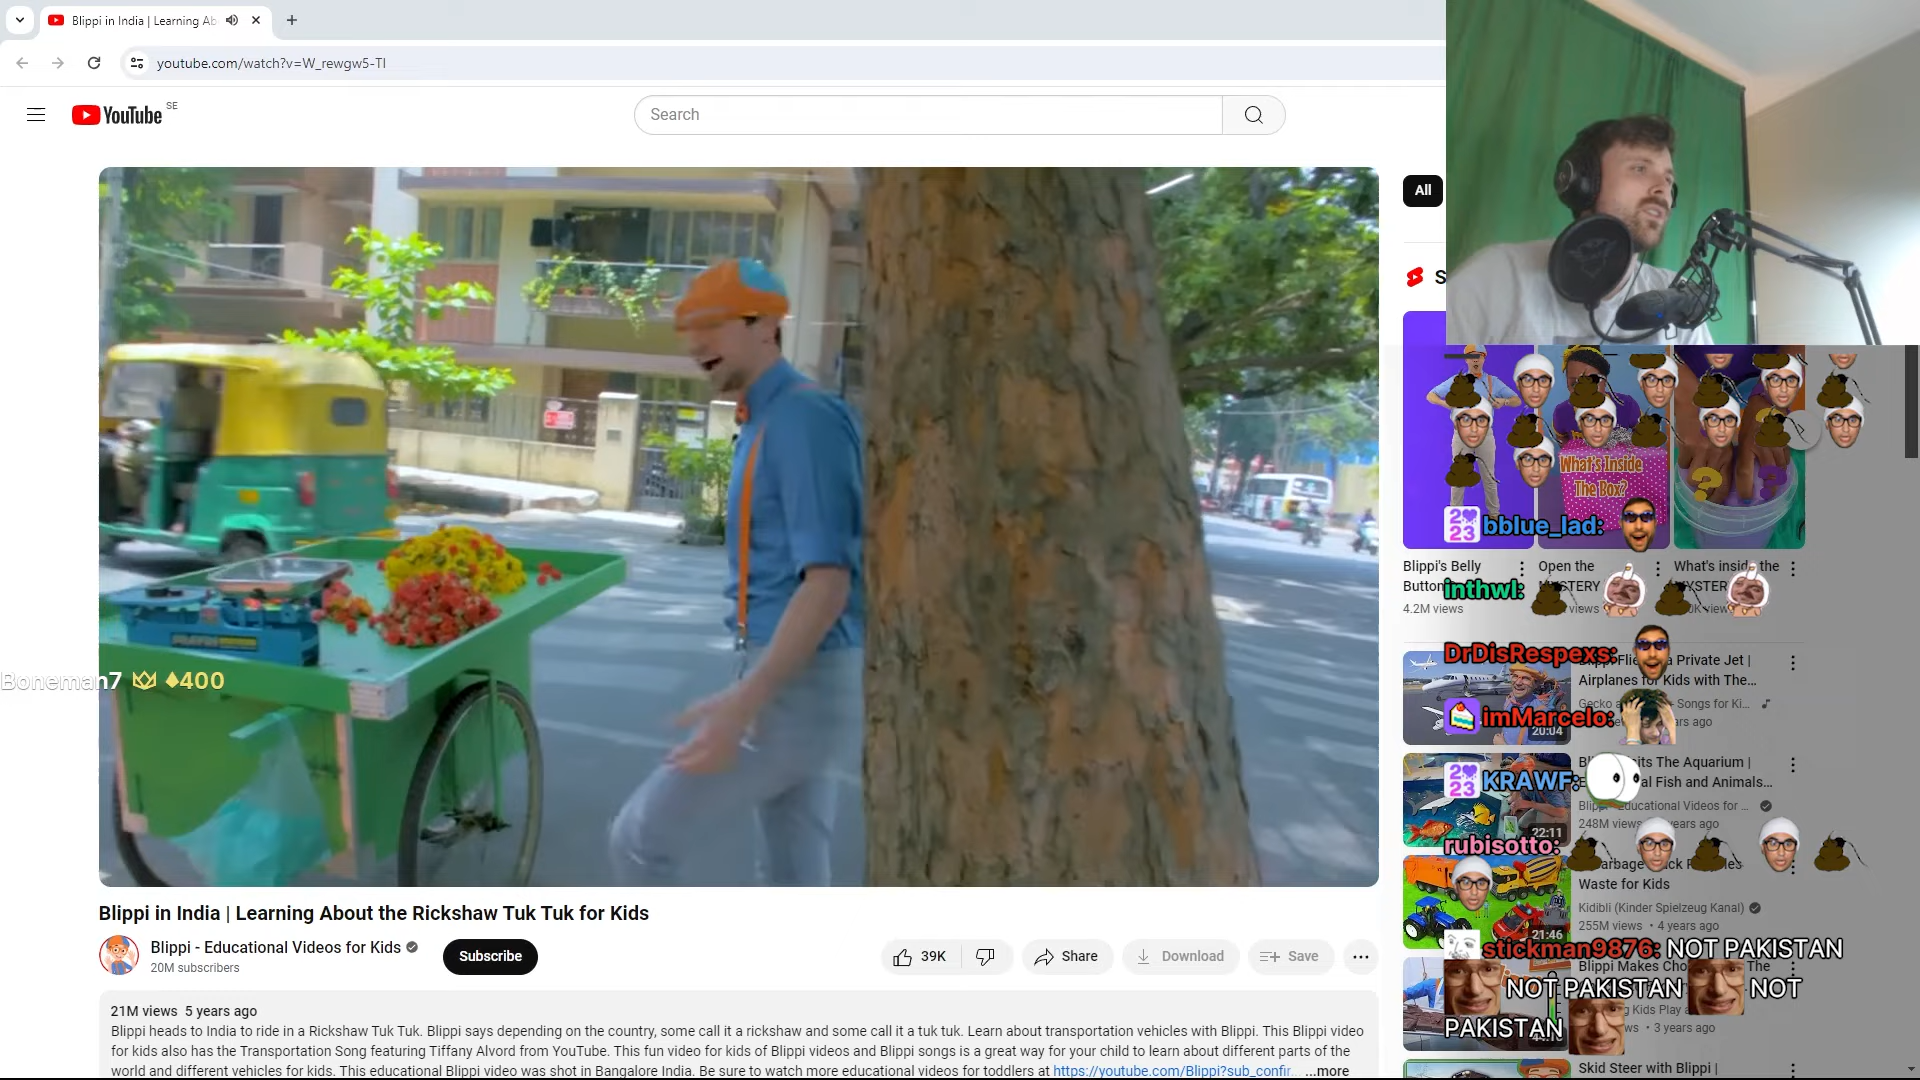 Blippi in India | Learning Ab
youtube.com/watch?v=W_rewgw5-TI
YouTube SE
Search
All
S
What's Inside
The Box?
Boneman7 400
bblue_lad:
Blippi's Belly
Button
4.2M views
Open the
views
What's inside the
inthwl:
Blippi in India | Learning About the Rickshaw Tuk Tuk for Kids
Blippi - Educational Videos for Kids
20M subscribers
Subscribe
39K
Share
Download
Save
21M views 5 years ago
Blippi heads to India to ride in a Rickshaw Tuk Tuk. Blippi says depending on the country, some call it a rickshaw and some call it a tuk tuk. Learn about transportation vehicles with Blippi. This Blippi video
for kids also has the Transportation Song featuring Tiffany Alvord from YouTube. This fun video for kids of Blippi videos and Blippi songs is a great way for your child to learn about different parts of the
world and different vehicles for kids. This educational Blippi video was shot in Bangalore India. Be sure to watch more educational videos for toddlers at https://youtube.com/Blippi?sub_confir... ...more
DrDisRespexs:
a Private Jet |
Airplanes for Kids with The...
Songs for Ki...
20:04
imMarcelo:
The Aquarium |
Fish and Animals...
Educational Videos for ...
248M views
22:11
KRAWF:
rubisotto:
Waste for Kids
Kidibli (Kinder Spielzeug Kanal)
255M views • 4 years ago
21:46
stickman9876: NOT PAKISTAN
NOT PAKISTAN NOT
PAKISTAN
Blippi Makes
The
Kids Play
• 3 years ago
Skid Steer with Blippi |